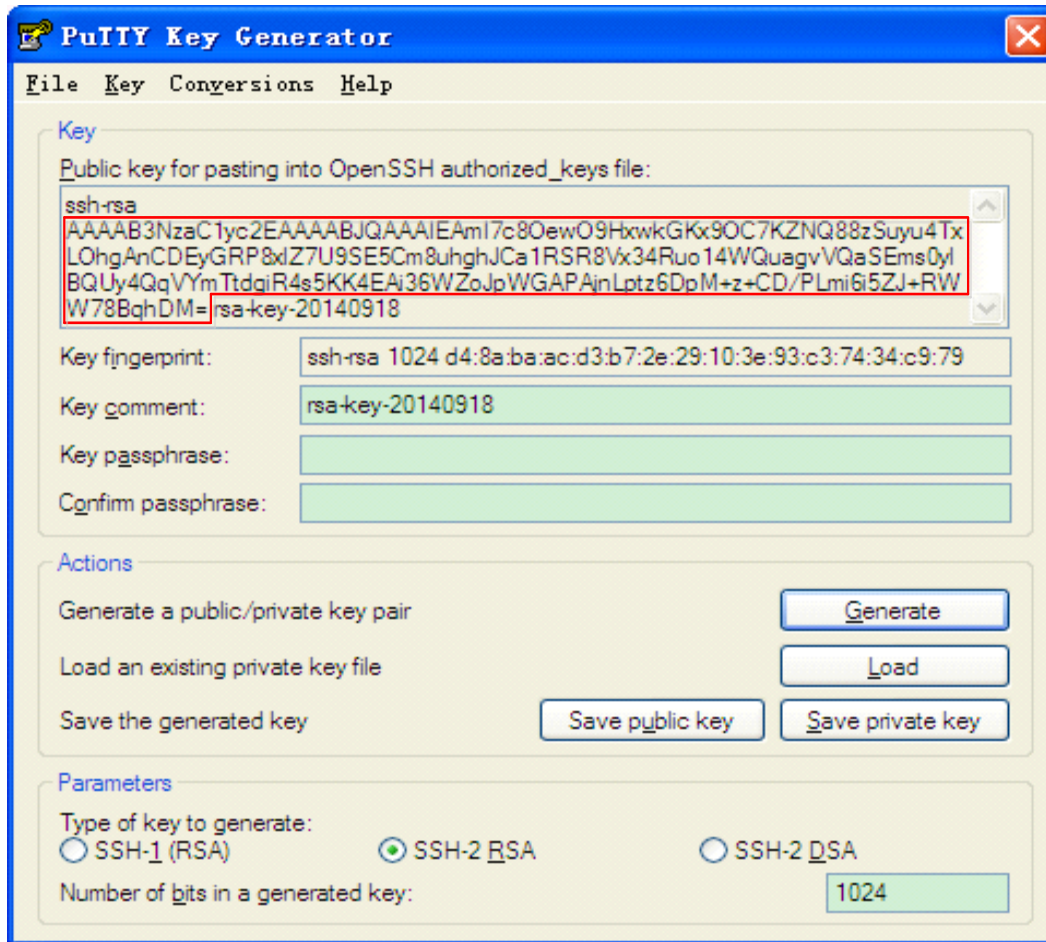 PuTTY Key Generator
File Key Conversions Help
Key
Public key for pasting into OpenSSH authorized_keys file:
ssh-rsa
AAAAB3NzaC1yc2EAAAABJQAAAIEAmI7c8OewO9HxwkGKx9OC7KZNQ88zSuyu4Tx
LOhgAnCDEyGRP8xIZ7U9SE5Cm8uhghJCa1RSR8Vx34Ruo14WQuagvVQaSEms0yI
BQUy4QqVYmTtdqiR4s5KK4EAi36WZoJpWGAPAjnLptz6DpM+z+CD/PLmi6i5ZJ+RW
W78BqhDM= rsa-key-20140918
Key fingerprint: ssh-rsa 1024 d4:8a:ba:ac:d3:b7:2e:29:10:3e:93:c3:74:34:c9:79
Key comment: rsa-key-20140918
Key passphrase:
Confirm passphrase:
Actions
Generate a public/private key pair Generate
Load an existing private key file Load
Save the generated key Save public key Save private key
Parameters
Type of key to generate:
SSH-1 (RSA) SSH-2 RSA SSH-2 DSA
Number of bits in a generated key: 1024